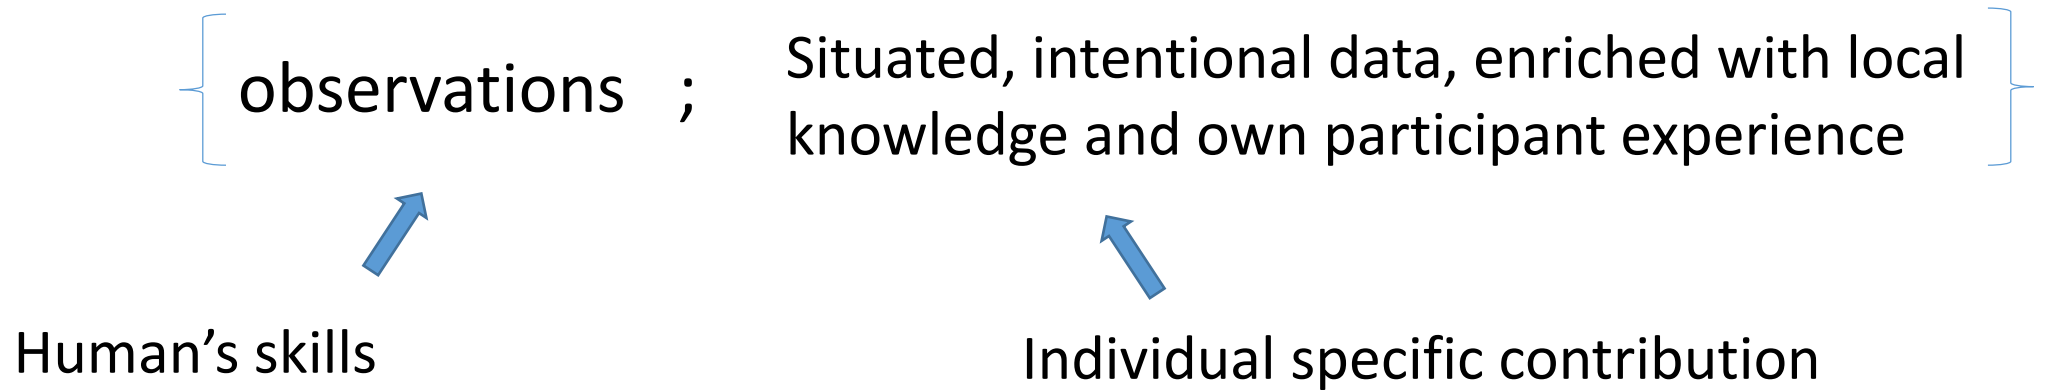 observations ;
Situated, intentional data, enriched with local
knowledge and own participant experience
Human’s skills
Individual specific contribution